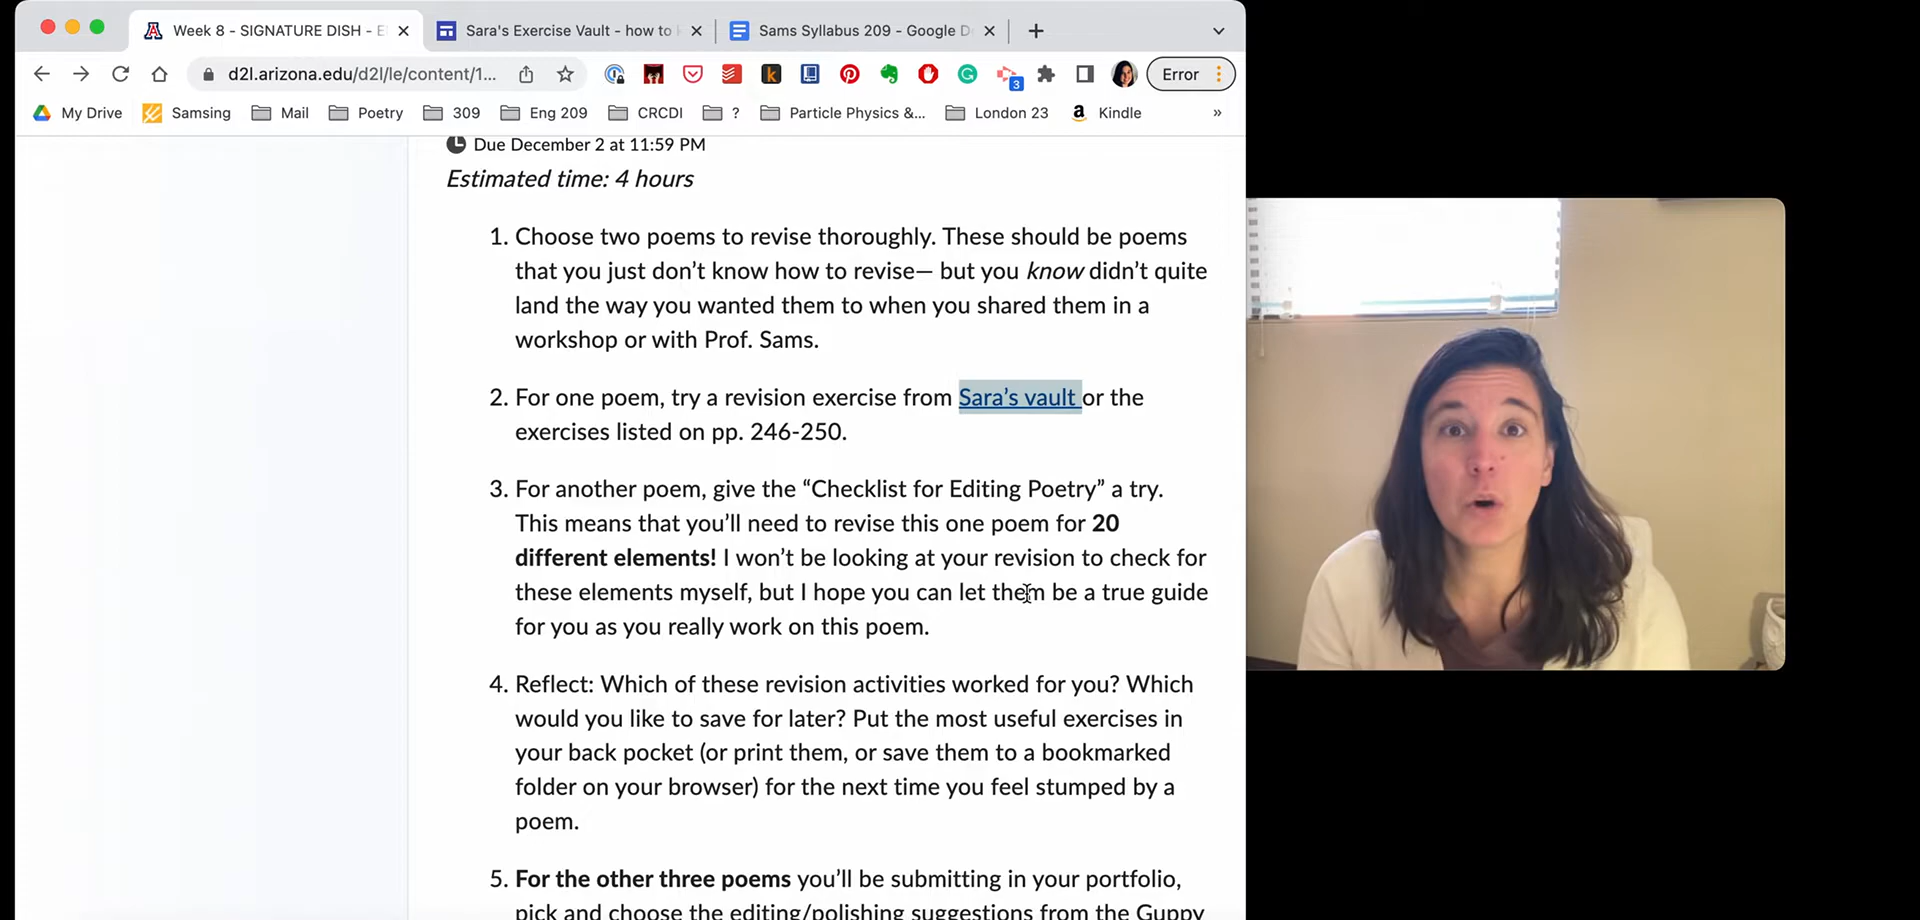 Week 8 - SIGNATURE DISH - E
Sara's Exercise Vault - how to
Sams Syllabus 209 - Google D
d2l.arizona.edu/d2l/le/content/1...
3
Error
My Drive
Samsing
Mail
Poetry
309
Eng 209
CRCDI
?
Particle Physics &...
London 23
Kindle
»
Due December 2 at 11:59 PM
Estimated time: 4 hours
1. Choose two poems to revise thoroughly. These should be poems
that you just don’t know how to revise— but you know didn’t quite
land the way you wanted them to when you shared them in a
workshop or with Prof. Sams.
2. For one poem, try a revision exercise from Sara’s vault or the
exercises listed on pp. 246-250.
3. For another poem, give the “Checklist for Editing Poetry” a try.
This means that you’ll need to revise this one poem for 20
different elements! I won’t be looking at your revision to check for
these elements myself, but I hope you can let them be a true guide
for you as you really work on this poem.
4. Reflect: Which of these revision activities worked for you? Which
would you like to save for later? Put the most useful exercises in
your back pocket (or print them, or save them to a bookmarked
folder on your browser) for the next time you feel stumped by a
poem.
5. For the other three poems you’ll be submitting in your portfolio,
pick and choose the editing/polishing suggestions from the Guppy